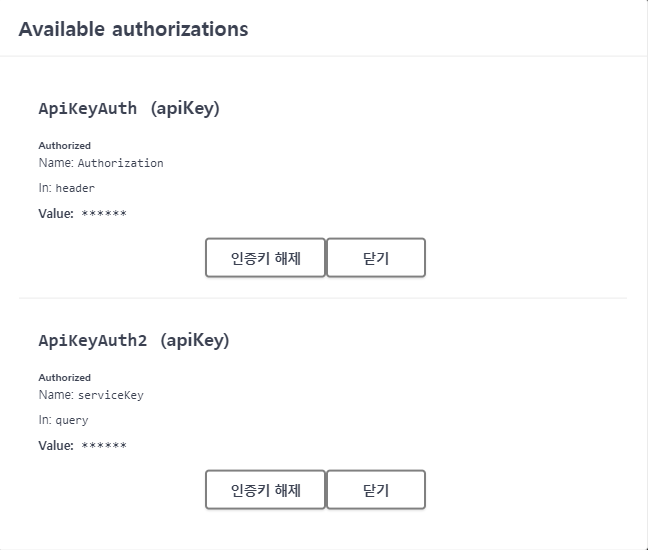 Available authorizations
ApiKeyAuth (apiKey)
Authorized
Name: Authorization
In: header
Value: ******
인증키 해제 닫기
ApiKeyAuth2 (apiKey)
Authorized
Name: serviceKey
In: query
Value: ******
인증키 해제 닫기